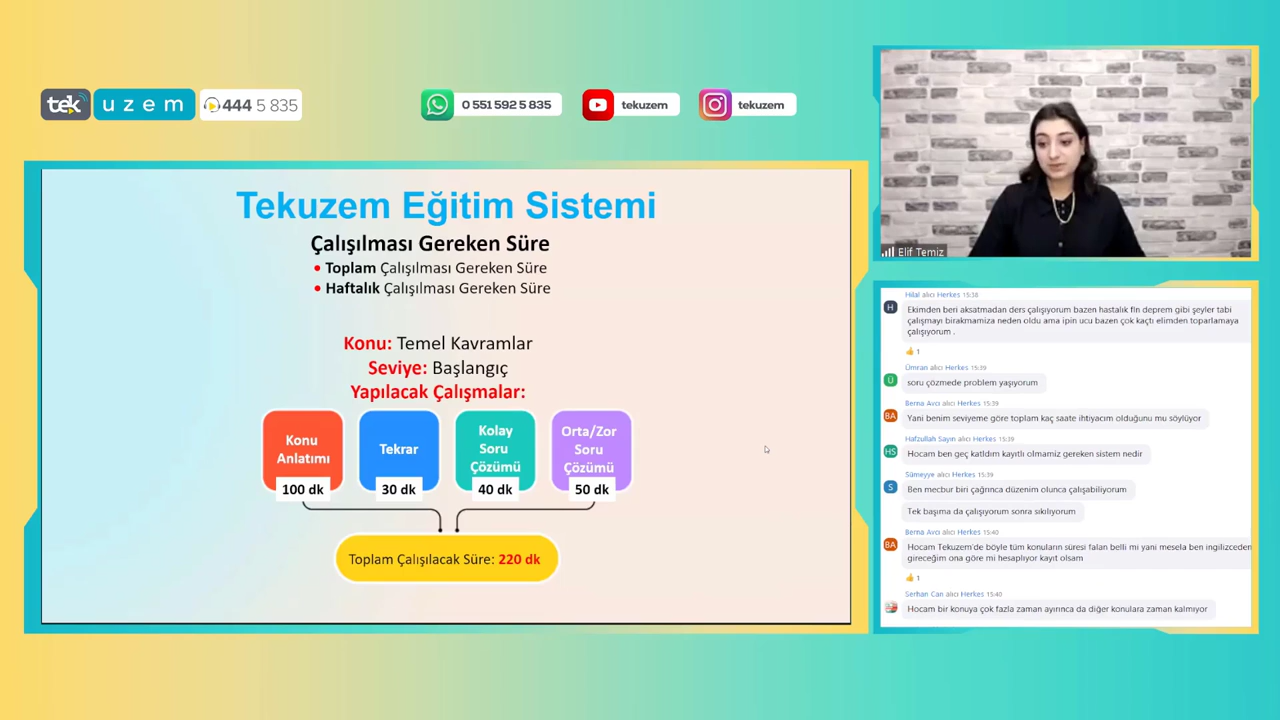 tek uzem 444 5 835
0 551 592 5 835
tekuzem
tekuzem
Tekuzem Eğitim Sistemi
Çalışılması Gereken Süre
• Toplam Çalışılması Gereken Süre
• Haftalık Çalışılması Gereken Süre
Konu: Temel Kavramlar
Seviye: Başlangıç
Yapılacak Çalışmalar:
Konu
Anlatımı
100 dk
Tekrar
30 dk
Kolay
Soru
Çözümü
40 dk
Orta/Zor
Soru
Çözümü
50 dk
Toplam Çalışılacak Süre: 220 dk
Elif Temiz
Hilal alıcı Herkes 15:38
H
Ekimden beri aksatmadan ders çalışıyorum bazen hastalık fln deprem gibi şeyler tabi
çalışmayı bırakmamiza neden oldu ama ipin ucu bazen çok kaçtı elimden toparlamaya
çalışıyorum .
1
Ümran alıcı Herkes 15:39
Ü
soru çözmede problem yaşıyorum
Berna Avcı alıcı Herkes 15:39
BA
Yani benim seviyeme göre toplam kaç saate ihtiyacım olduğunu mu söylüyor
Hafzullah Sayın alıcı Herkes 15:39
HS
Hocam ben geç katldım kayıtlı olmamiz gereken sistem nedir
Sümeyye alıcı Herkes 15:39
S
Ben mecbur biri çağrınca düzenim olunca çalışabiliyorum
Tek başıma da çalışıyorum sonra sıkılıyorum
Berna Avcı alıcı Herkes 15:40
BA
Hocam Tekuzem'de böyle tüm konuların süresi falan belli mi yani mesela ben ingilizceden
gireceğim ona göre mi hesaplıyor kayıt olsam
1
Serhan Can alıcı Herkes 15:40
Hocam bir konuya çok fazla zaman ayırınca da diğer konulara zaman kalmıyor